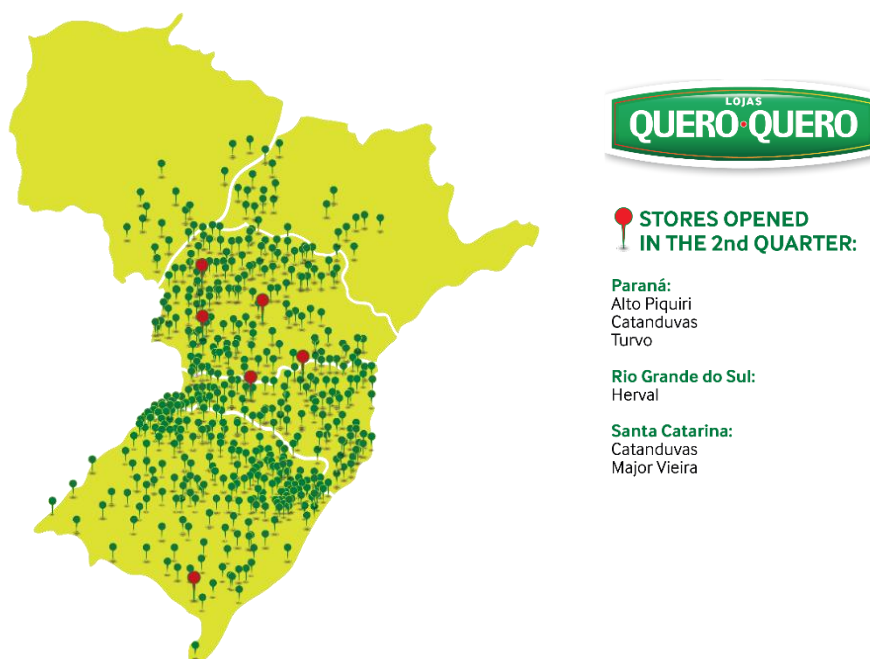 LOJAS
QUERO•QUERO
STORES OPENED
IN THE 2nd QUARTER:
Paraná:
Alto Piquiri
Catanduvas
Turvo
Rio Grande do Sul:
Herval
Santa Catarina:
Catanduvas
Major Vieira